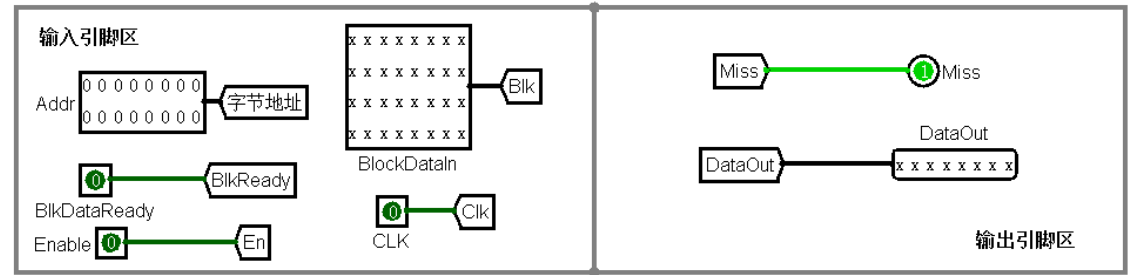 输入引脚区
Addr
0 0 0 0 0 0 0 0
0 0 0 0 0 0 0 0
字节地址
x x x x x x x x
x x x x x x x x
x x x x x x x x
x x x x x x x x
Blk
BlockDataIn
0
BlkReady
BlkDataReady
Enable
0
En
0
Clk
CLK
Miss
1
Miss
DataOut
DataOut
x x x x x x x x
输出引脚区